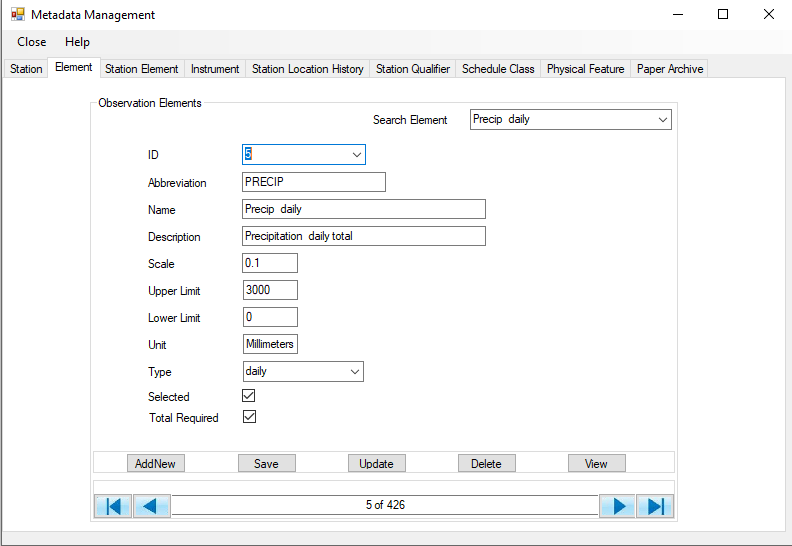 Metadata Management
Close Help
Station Element Station Element Instrument Station Location History Station Qualifier Schedule Class Physical Feature Paper Archive
Observation Elements
Search Element Precip daily
ID 5
Abbreviation PRECIP
Name Precip daily
Description Precipitation daily total
Scale 0.1
Upper Limit 3000
Lower Limit 0
Unit Millimeters
Type daily
Selected
Total Required
AddNew Save Update Delete View
5 of 426